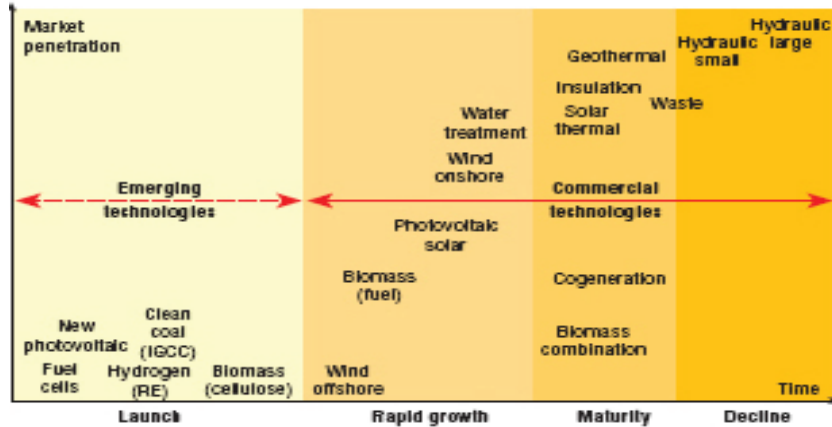 Market
penetration
Hydraulic
Hydraulic large
small
Geothermal
Insulation
Waste
Solar
thermal
Water
treatment
Wind
onshore
Emerging
technologies
Commercial
technologies
Photovoltaic
solar
Biomass
(fuel)
Cogeneration
New
photovoltaic
Clean
coal
(IGCC)
Biomass
combination
Fuel
cells
Hydrogen
(RE)
Biomass
(cellulose)
Wind
offshore
Time
Launch
Rapid growth
Maturity
Decline